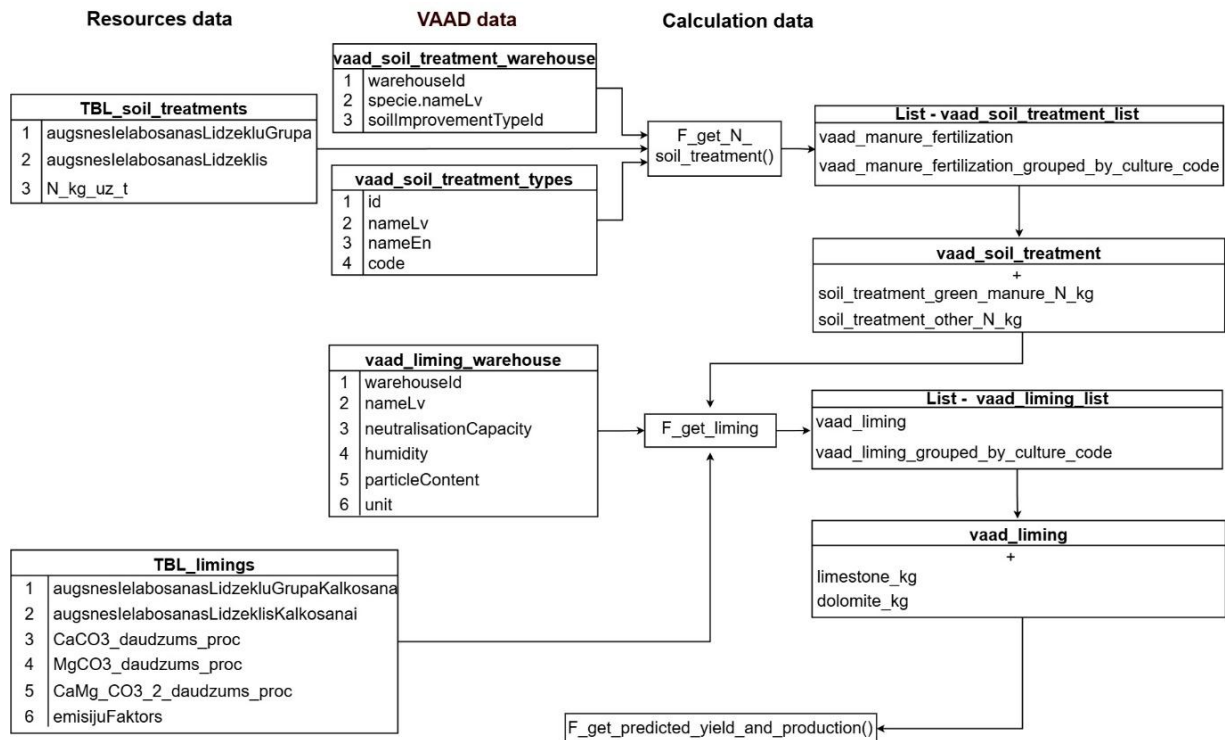 Resources data
VAAD data
Calculation data
vaad_soil_treatment_warehouse
1 warehouseId
2 specie.nameLv
3 soilImprovementTypeId
TBL_soil_treatments
1 augsnesIelabosanasLidzekluGrupa
2 augsnesIelabosanasLidzeklis
3 N_kg_uz_t
vaad_soil_treatment_types
1 id
2 nameLv
3 nameEn
4 code
F_get_N_
soil_treatment()
List - vaad_soil_treatment_list
vaad_manure_fertilization
vaad_manure_fertilization_grouped_by_culture_code
vaad_soil_treatment
+
soil_treatment_green_manure_N_kg
soil_treatment_other_N_kg
vaad_liming_warehouse
1 warehouseId
2 nameLv
3 neutralisationCapacity
4 humidity
5 particleContent
6 unit
F_get_liming
List - vaad_liming_list
vaad_liming
vaad_liming_grouped_by_culture_code
vaad_liming
+
limestone_kg
dolomite_kg
TBL_limings
1 augsnesIelabosanasLidzekluGrupaKalkosana
2 augsnesIelabosanasLidzeklisKalkosanai
3 CaCO3_daudzums_proc
4 MgCO3_daudzums_proc
5 CaMg_CO3_2_daudzums_proc
6 emisijuFaktors
F_get_predicted_yield_and_production()